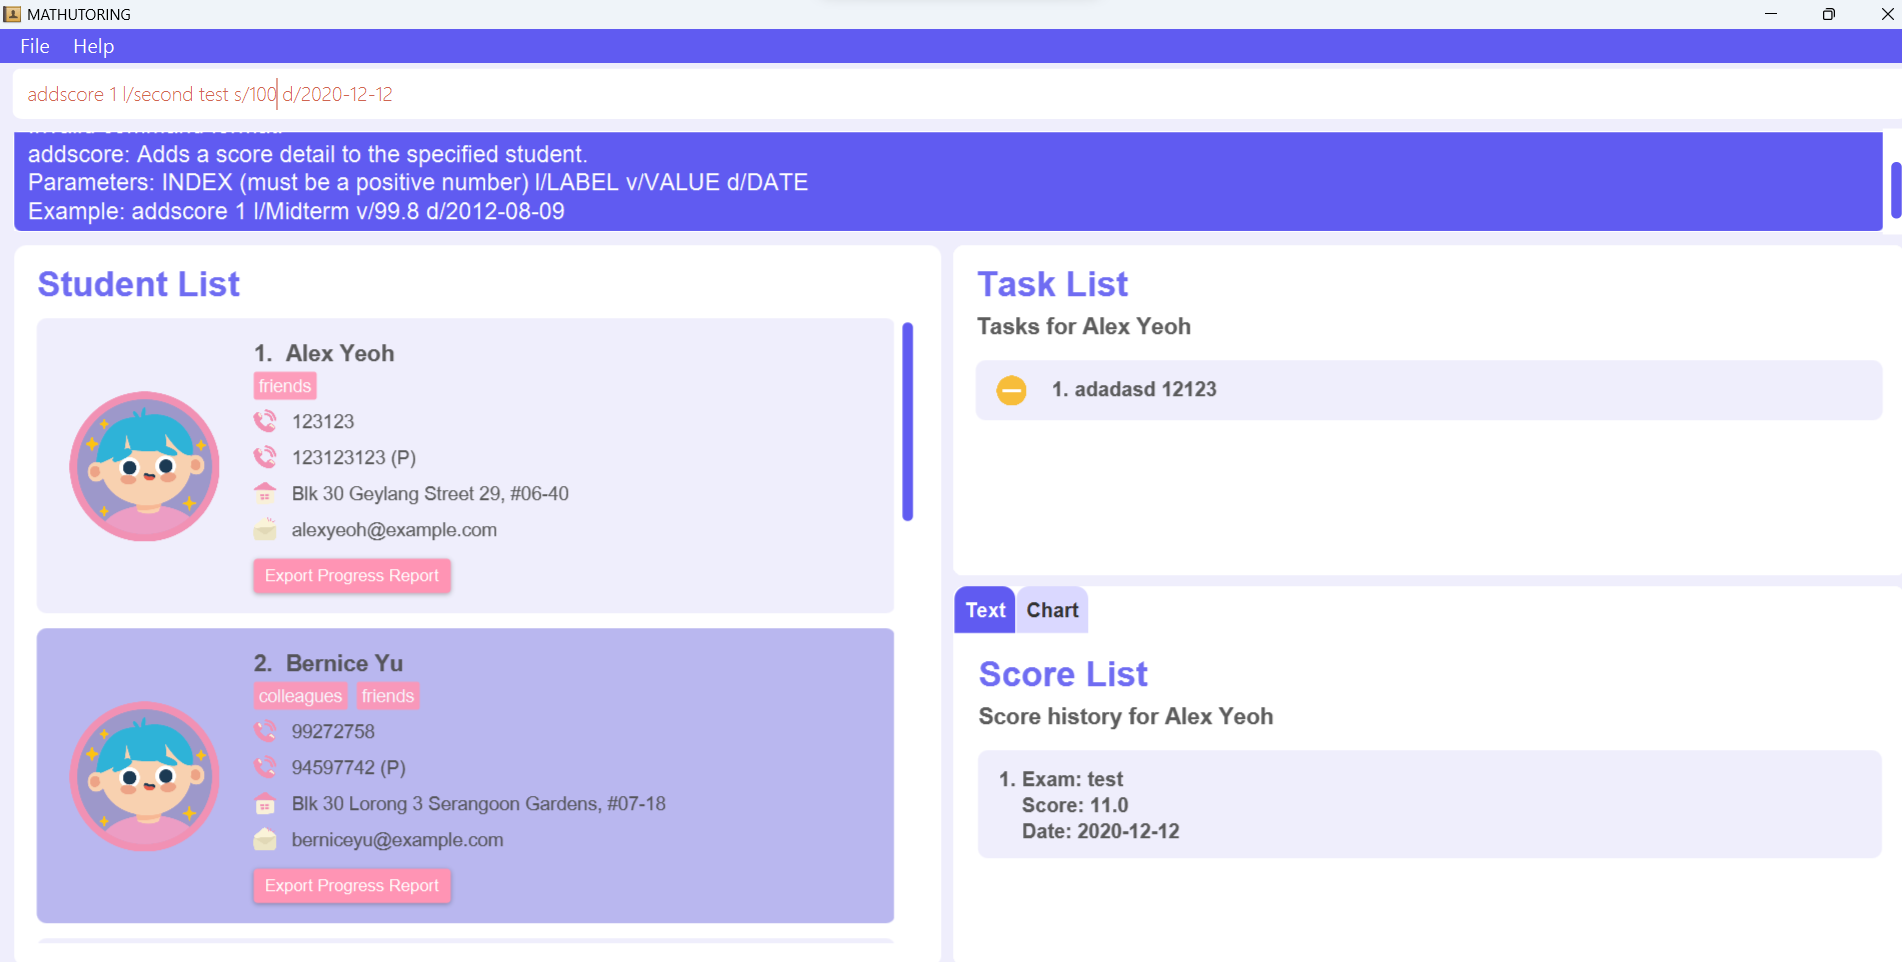 MATHUTORING
File Help
addscore 1 l/second test s/100 d/2020-12-12
Invalid command format!
addscore: Adds a score detail to the specified student.
Parameters: INDEX (must be a positive number) l/LABEL v/VALUE d/DATE
Example: addscore 1 l/Midterm v/99.8 d/2012-08-09
Student List
1. Alex Yeoh
friends
123123
123123123 (P)
Blk 30 Geylang Street 29, #06-40
alexyeoh@example.com
Export Progress Report
2. Bernice Yu
colleagues friends
99272758
94597742 (P)
Blk 30 Lorong 3 Serangoon Gardens, #07-18
berniceyu@example.com
Export Progress Report
Task List
Tasks for Alex Yeoh
1. adadasd 12123
Text Chart
Score List
Score history for Alex Yeoh
1. Exam: test
Score: 11.0
Date: 2020-12-12